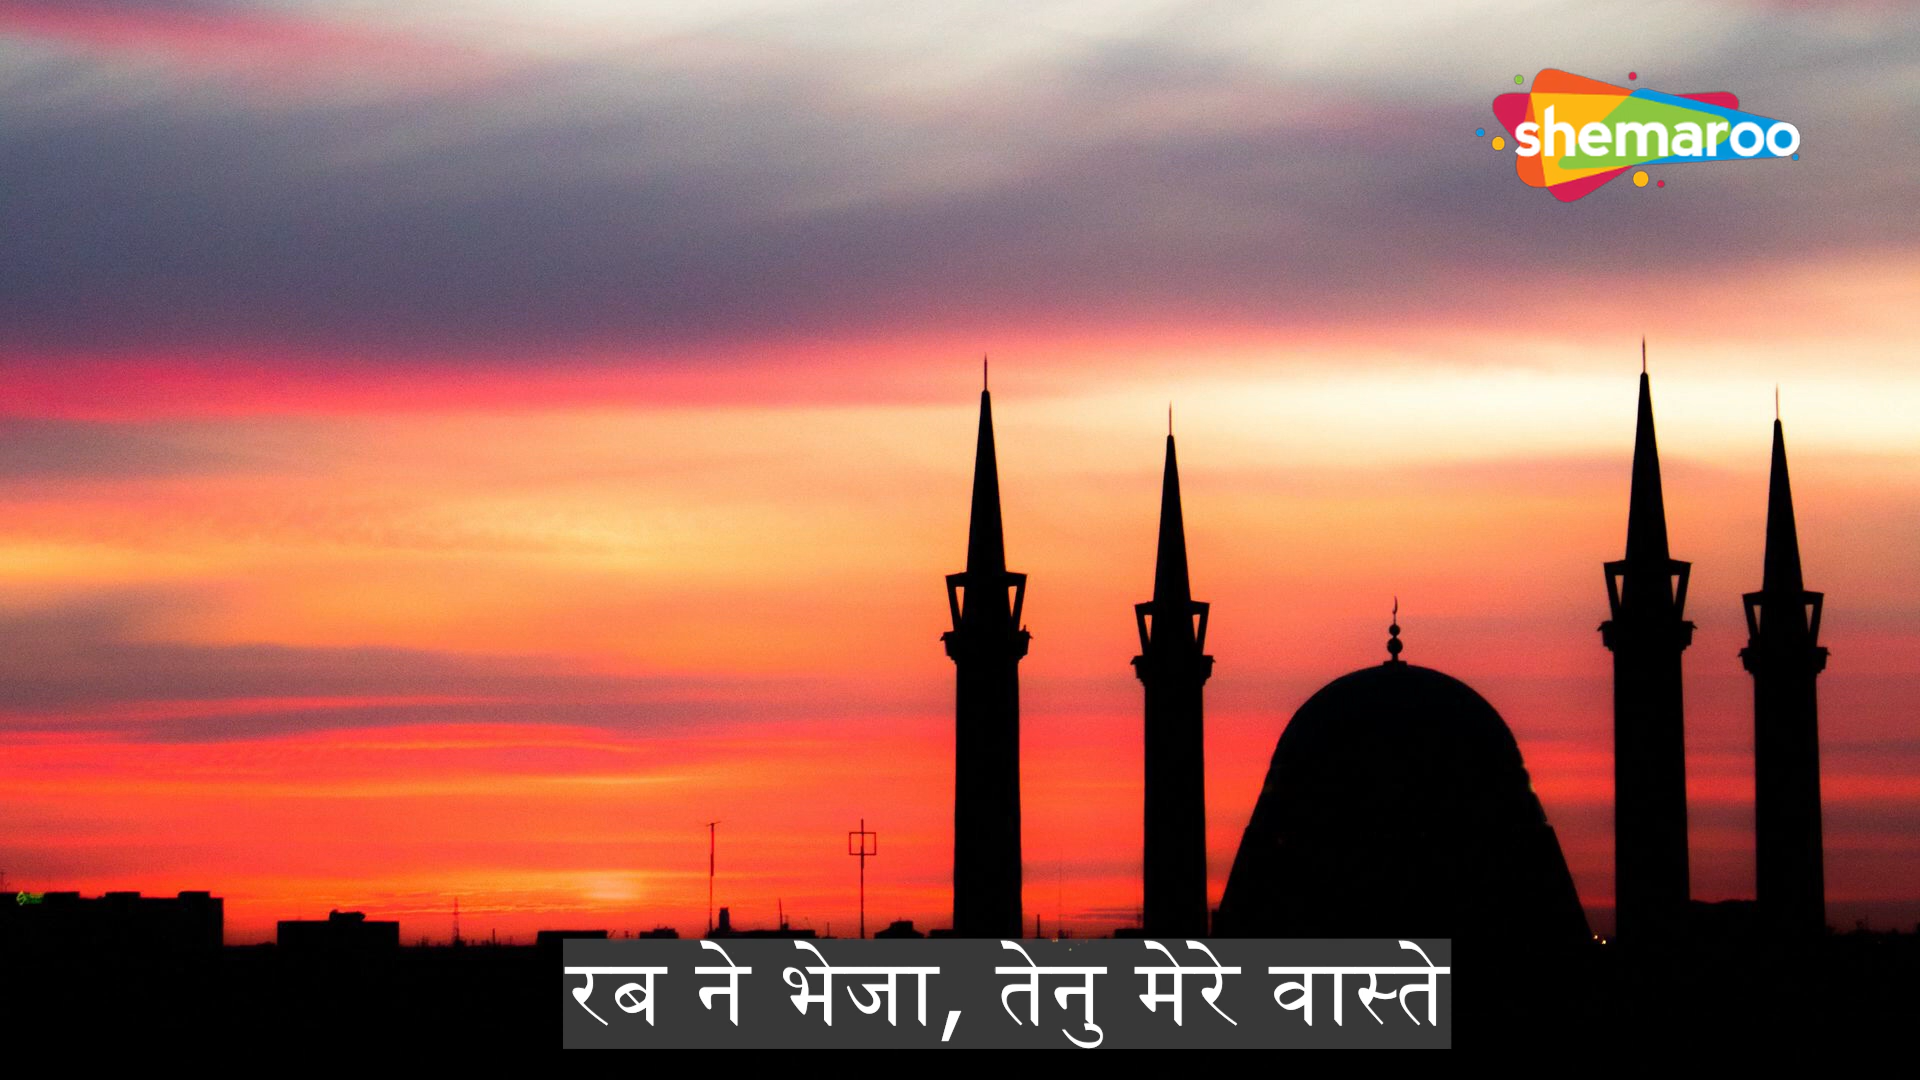 shemaroo
रब ने भेजा, तेनु मेरे वास्ते